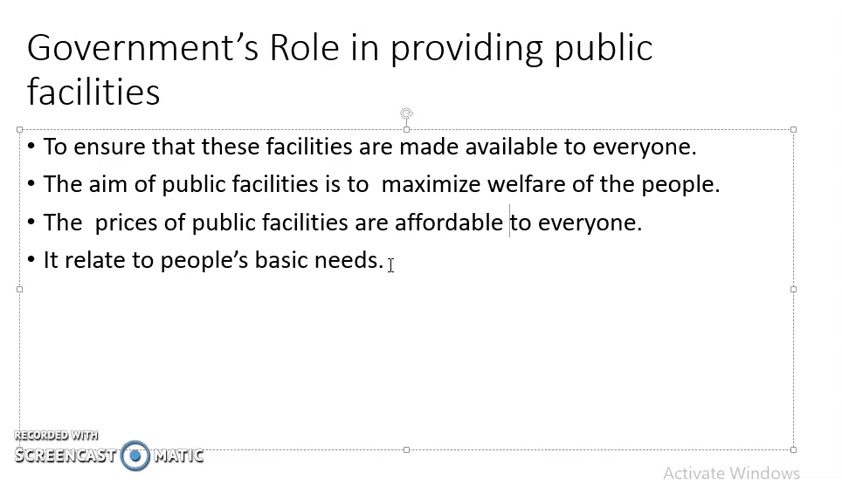 Government’s Role in providing public
facilities
• To ensure that these facilities are made available to everyone.
• The aim of public facilities is to  maximize welfare of the people.
• The  prices of public facilities are affordable to everyone.
• It relate to people’s basic needs.
RECORDED WITH
SCREENCAST MATIC
Activate Windows